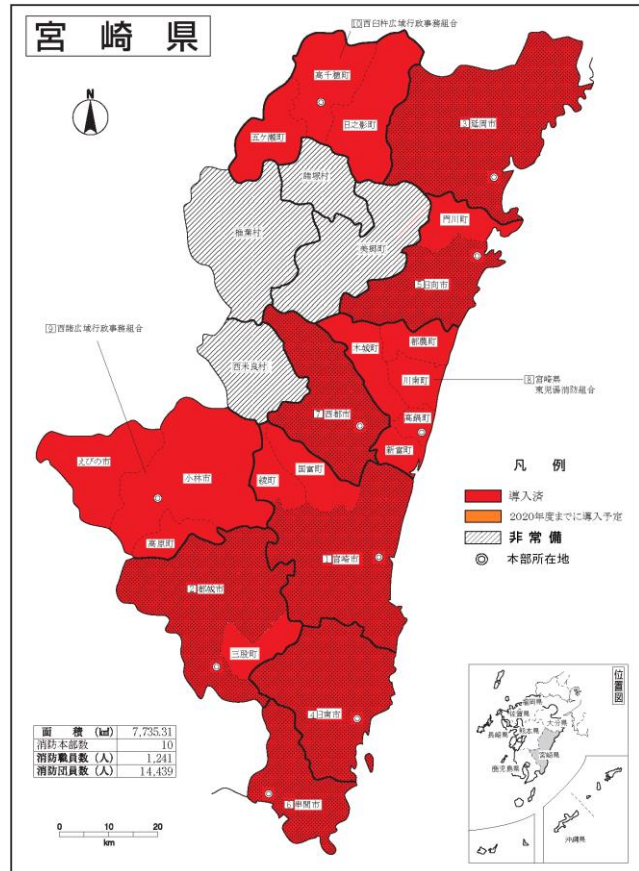 宮崎県
N
10西臼杵広域行政事務組合
高千穂町
日之影町
五ケ瀬町
3延岡市
諸塚村
椎葉村
美郷町
門川町
5日向市
9西諸広域行政事務組合
西米良村
木城町
都農町
川南町
8宮崎県
東児湯消防組合
7西都市
高鍋町
新富町
えびの市
小林市
高原町
綾町
国富町
凡 例
導入済
2020年度までに導入予定
非常備
本部所在地
1宮崎市
2都城市
三股町
4日南市
6串間市
面 積 (㎢) 7,735.31
消防本部数 10
消防職員数 (人) 1,241
消防団員数 (人) 14,439
0 10 20
km
位置図
福岡県
佐賀県
大分県
長崎県
熊本県
宮崎県
鹿児島県
沖縄県